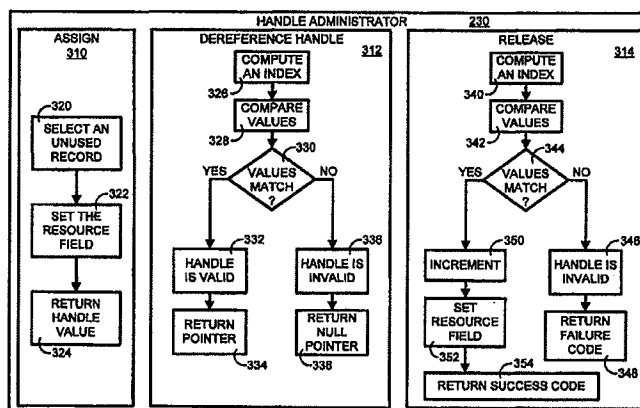 HANDLE ADMINISTRATOR 230
ASSIGN
310
320
SELECT AN
UNUSED
RECORD
322
SET THE
RESOURCE
FIELD
RETURN
HANDLE
VALUE
324
DEREFERENCE HANDLE
312
COMPUTE
AN INDEX
326
COMPARE
VALUES
328
330
YES
VALUES
MATCH
?
NO
332
HANDLE
IS VALID
338
HANDLE IS
INVALID
RETURN
POINTER
334
RETURN
NULL
POINTER
338
RELEASE
314
COMPUTE
AN INDEX
340
COMPARE
VALUES
342
344
YES
VALUES
MATCH
?
NO
350
INCREMENT
346
HANDLE IS
INVALID
SET
RESOURCE
FIELD
352
RETURN
FAILURE
CODE
348
354
RETURN SUCCESS CODE